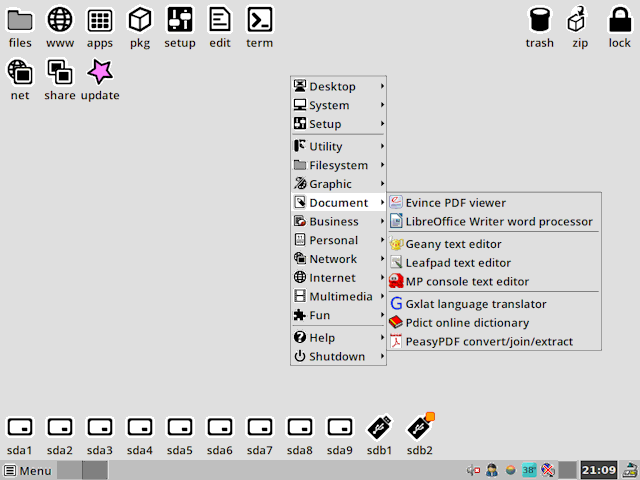 files www apps pkg setup edit term trash zip lock
net share update
Desktop
System
Setup
Utility
Filesystem
Graphic
Document
Business
Personal
Network
Internet
Multimedia
Fun
Help
Shutdown
Evince PDF viewer
LibreOffice Writer word processor
Geany text editor
Leafpad text editor
MP console text editor
Gxlat language translator
Pdict online dictionary
PeasyPDF convert/join/extract
sda1 sda2 sda3 sda4 sda5 sda6 sda7 sda8 sda9 sdb1 sdb2
Menu 38° 21:09